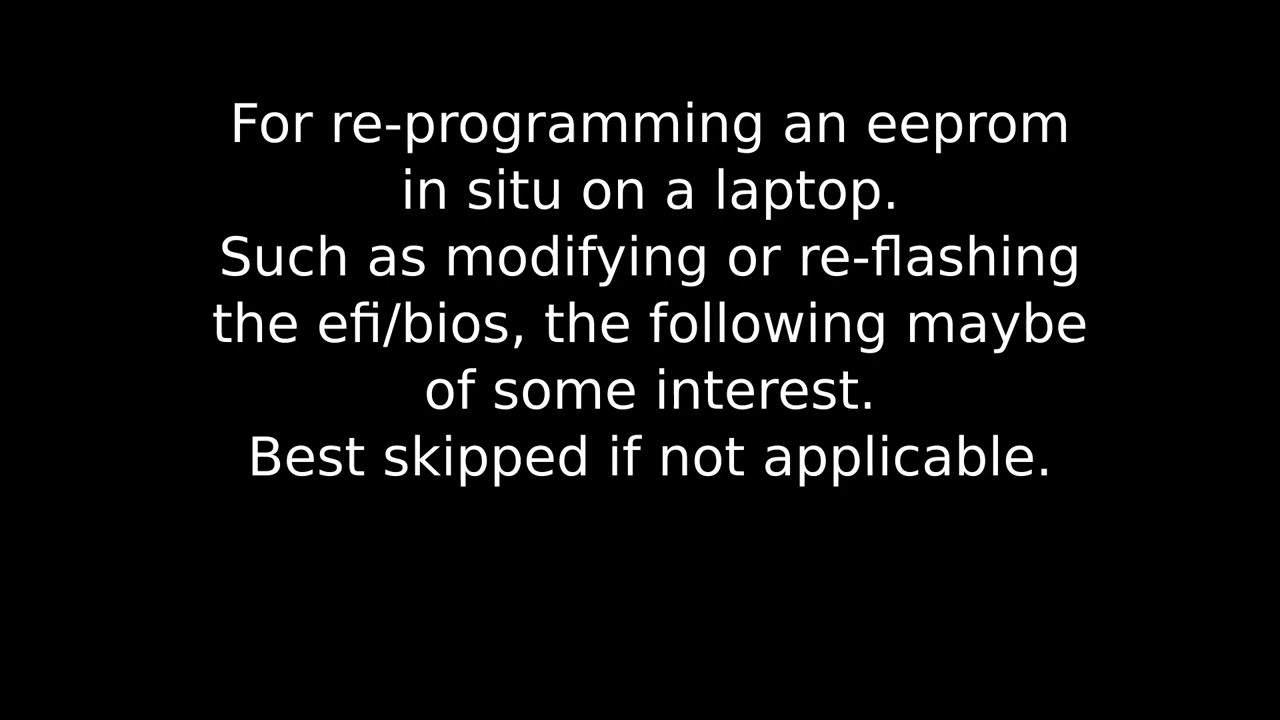 For re-programming an eeprom
in situ on a laptop.
Such as modifying or re-flashing
the efi/bios, the following maybe
of some interest.
Best skipped if not applicable.